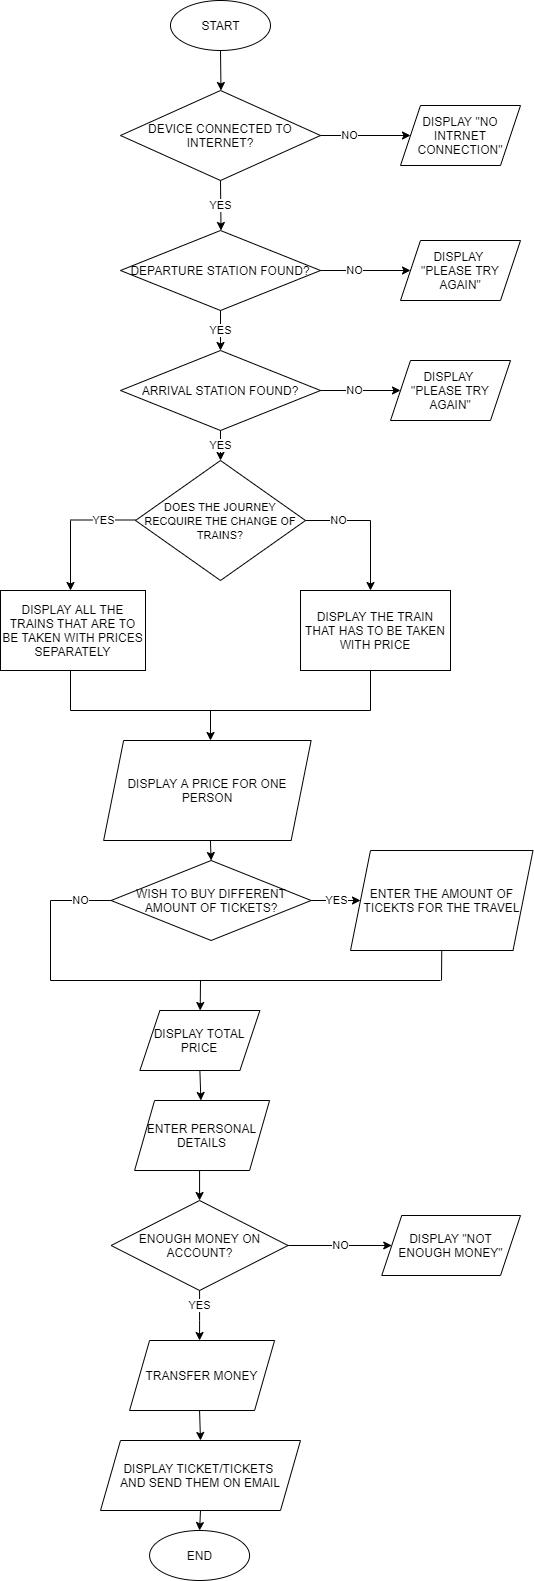 START
DEVICE CONNECTED TO
INTERNET?
NO
DISPLAY "NO
INTRNET
CONNECTION"
YES
DEPARTURE STATION FOUND?
NO
DISPLAY
"PLEASE TRY
AGAIN"
YES
ARRIVAL STATION FOUND?
NO
DISPLAY
"PLEASE TRY
AGAIN"
YES
DOES THE JOURNEY
RECQUIRE THE CHANGE OF
TRAINS?
YES
NO
DISPLAY ALL THE
TRAINS THAT ARE TO
BE TAKEN WITH PRICES
SEPARATELY
DISPLAY THE TRAIN
THAT HAS TO BE TAKEN
WITH PRICE
DISPLAY A PRICE FOR ONE
PERSON
NO
WISH TO BUY DIFFERENT
AMOUNT OF TICKETS?
YES
ENTER THE AMOUNT OF
TICEKTS FOR THE TRAVEL
DISPLAY TOTAL
PRICE
ENTER PERSONAL
DETAILS
ENOUGH MONEY ON
ACCOUNT?
NO
DISPLAY "NOT
ENOUGH MONEY"
YES
TRANSFER MONEY
DISPLAY TICKET/TICKETS
AND SEND THEM ON EMAIL
END